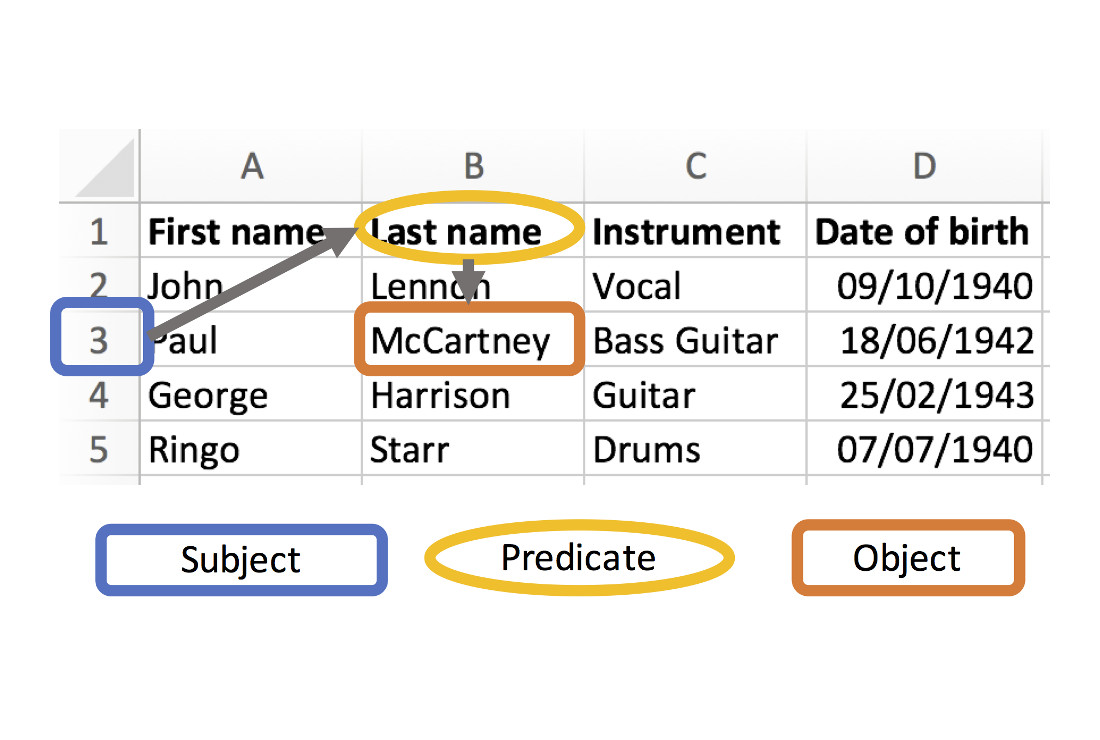 A B C D
1 First name Last name Instrument Date of birth
2 John Lennon Vocal 09/10/1940
3 Paul McCartney Bass Guitar 18/06/1942
4 George Harrison Guitar 25/02/1943
5 Ringo Starr Drums 07/07/1940
Subject Predicate Object